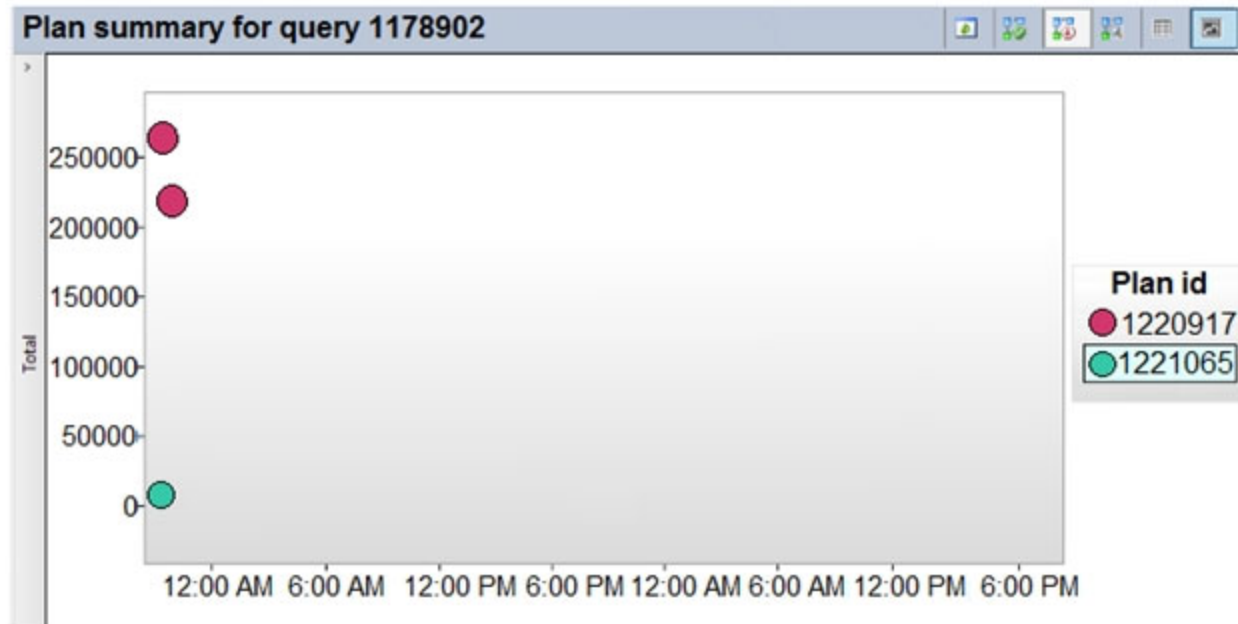 Plan summary for query 1178902
Total
250000
200000
150000
100000
50000
0
12:00 AM 6:00 AM 12:00 PM 6:00 PM 12:00 AM 6:00 AM 12:00 PM 6:00 PM
Plan id
1220917
1221065